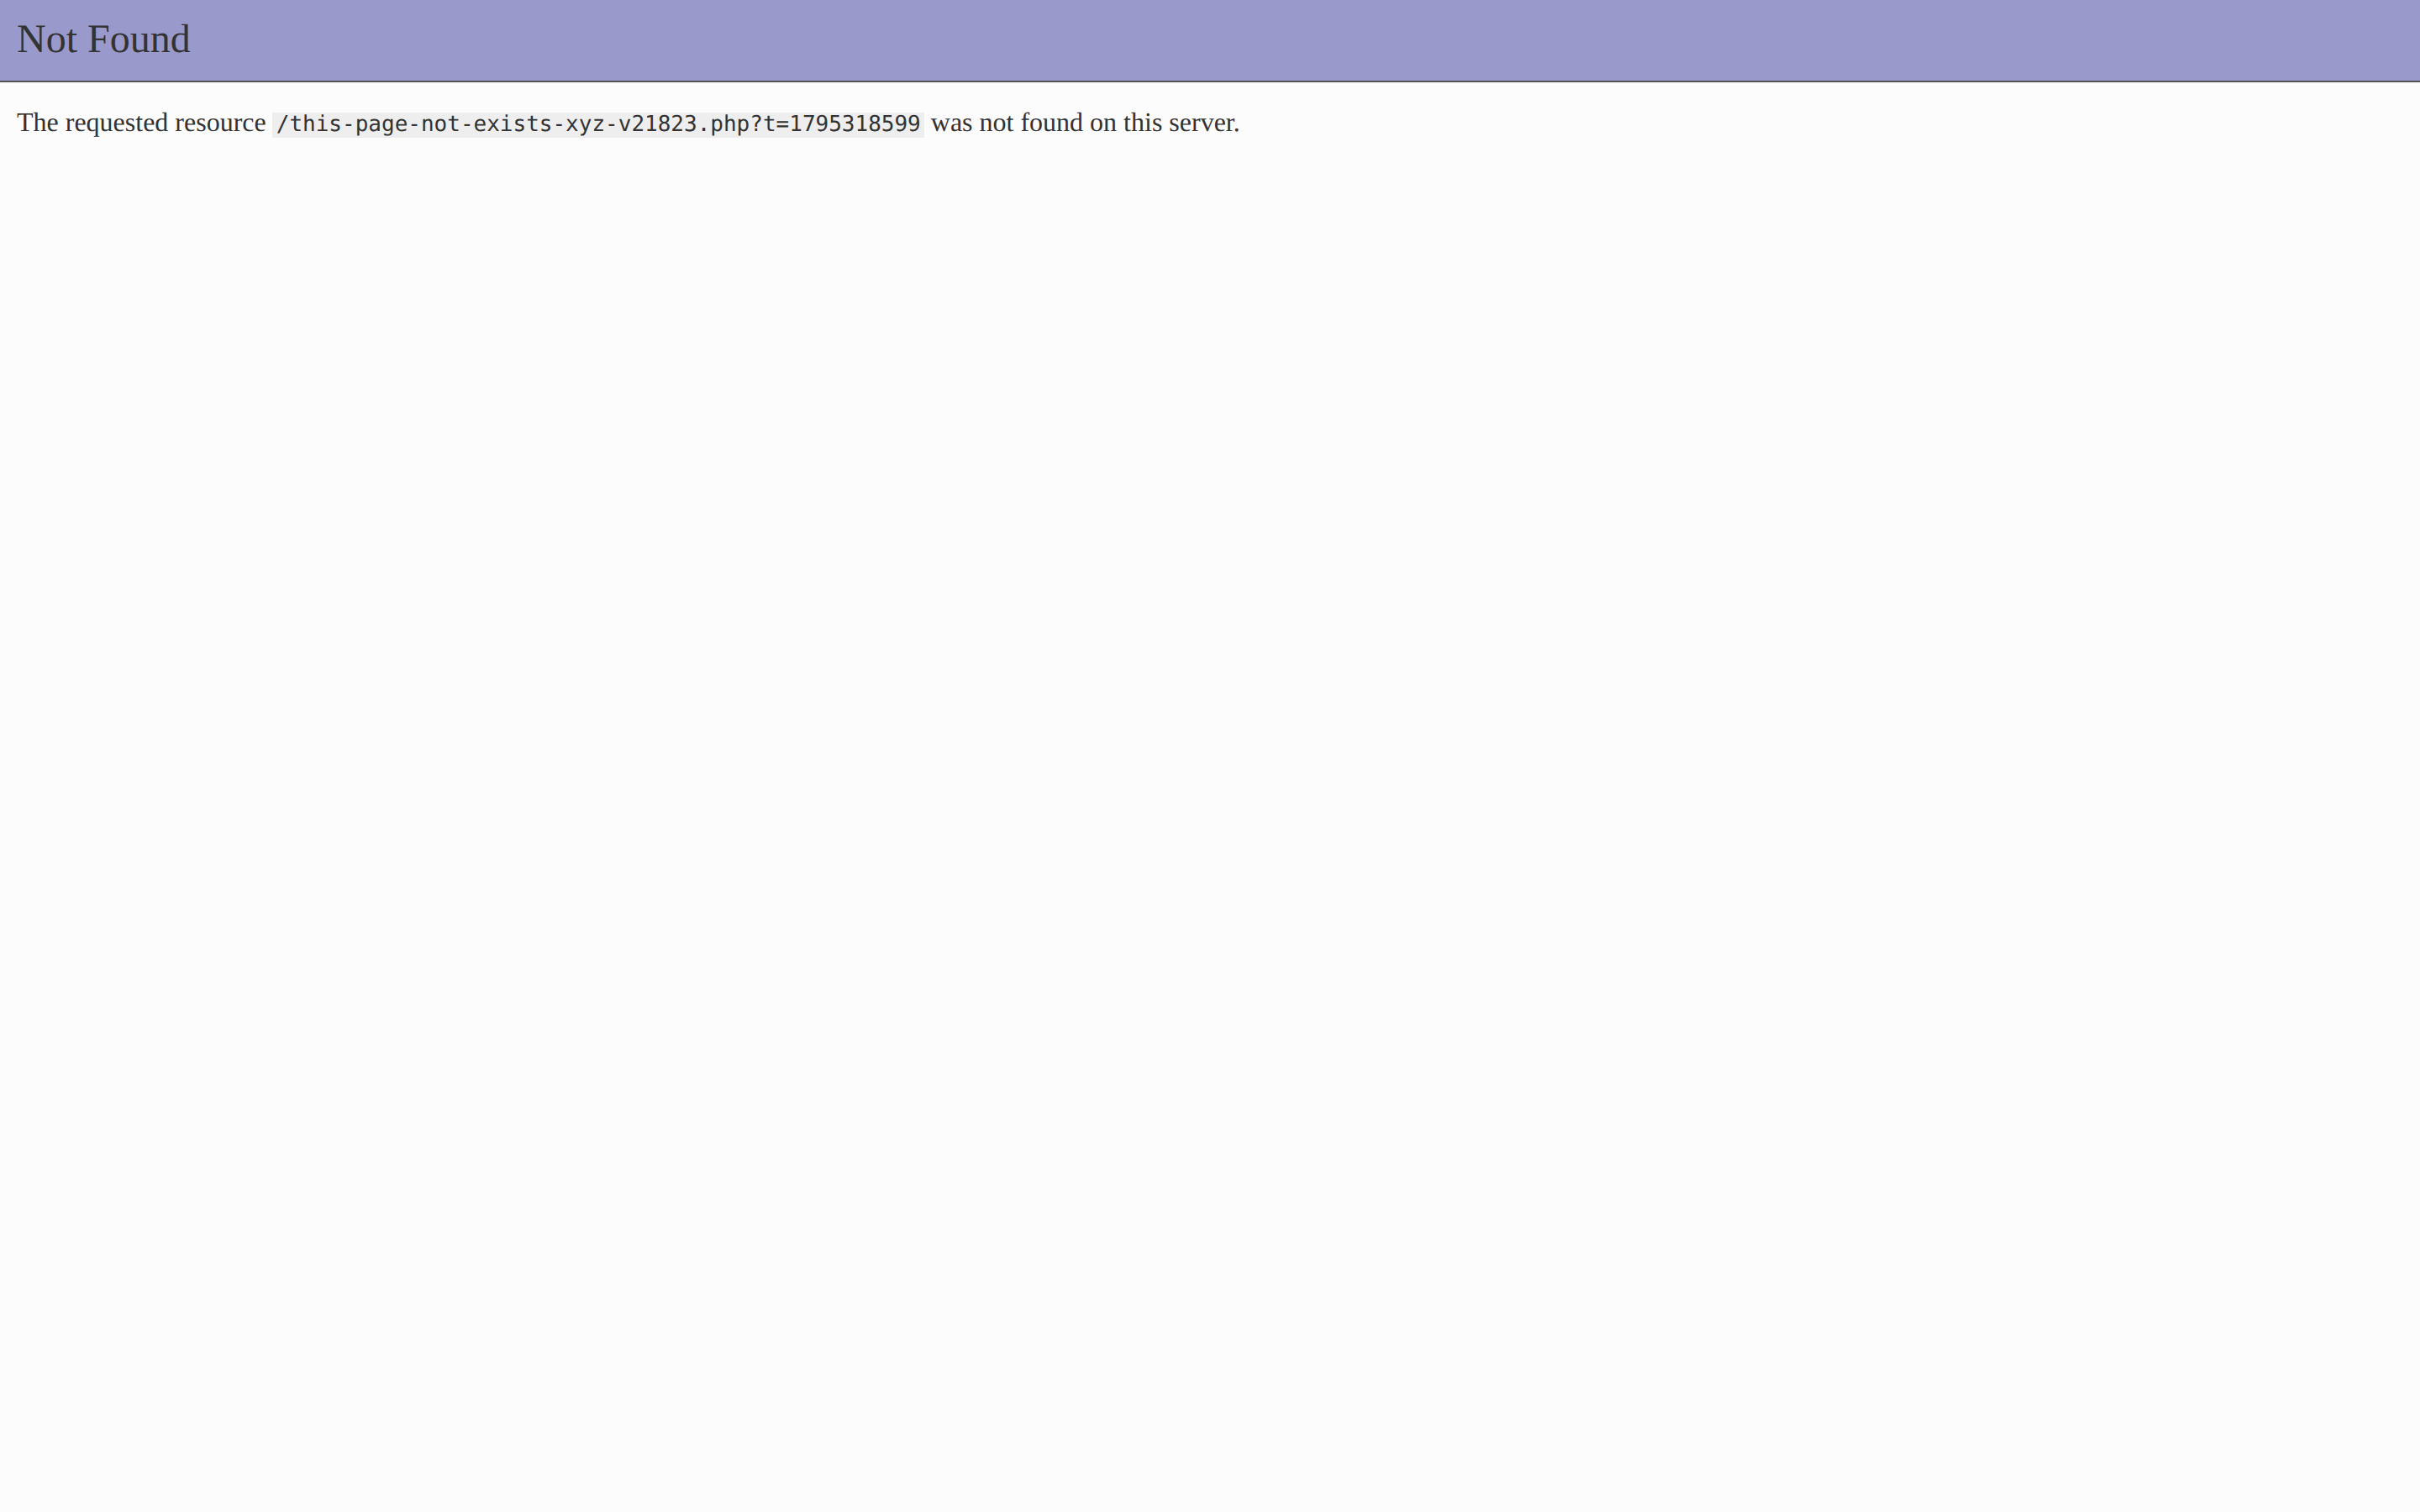 Not Found
The requested resource /this-page-not-exists-xyz-v21823.php?t=1795318599 was not found on this server.